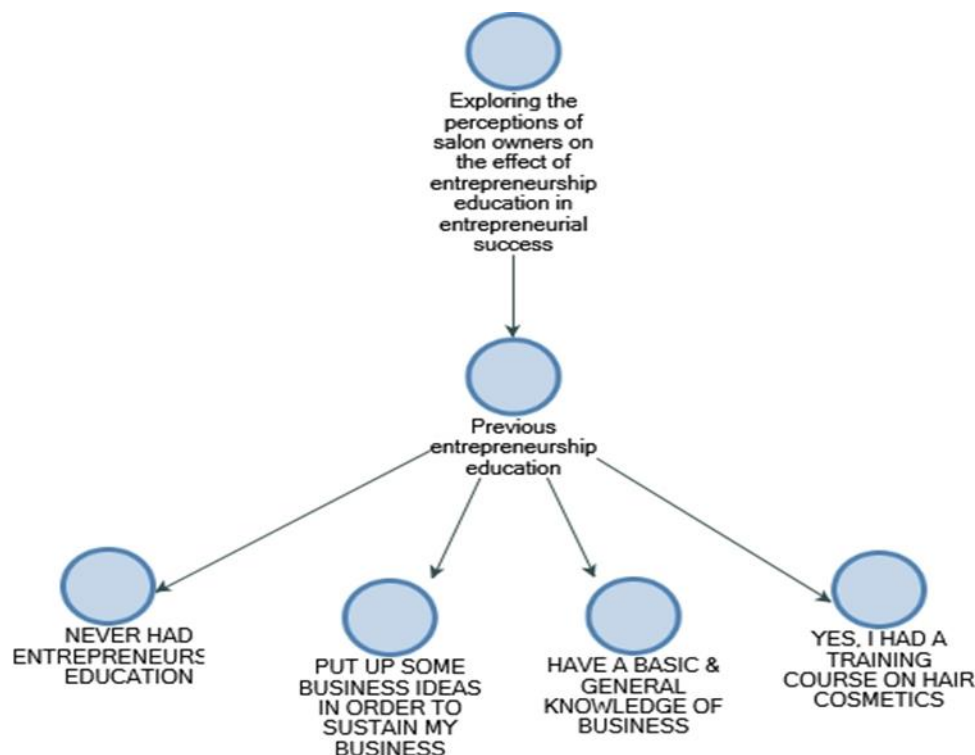 Exploring the
perceptions of
salon owners on
the effect of
entrepreneurship
education in
entrepreneurial
success
Previous
entrepreneurship
education
NEVER HAD
ENTREPRENEURS
EDUCATION
PUT UP SOME
BUSINESS IDEAS
IN ORDER TO
SUSTAIN MY
BUSINESS
HAVE A BASIC &
GENERAL
KNOWLEDGE OF
BUSINESS
YES, I HAD A
TRAINING
COURSE ON HAIR
COSMETICS